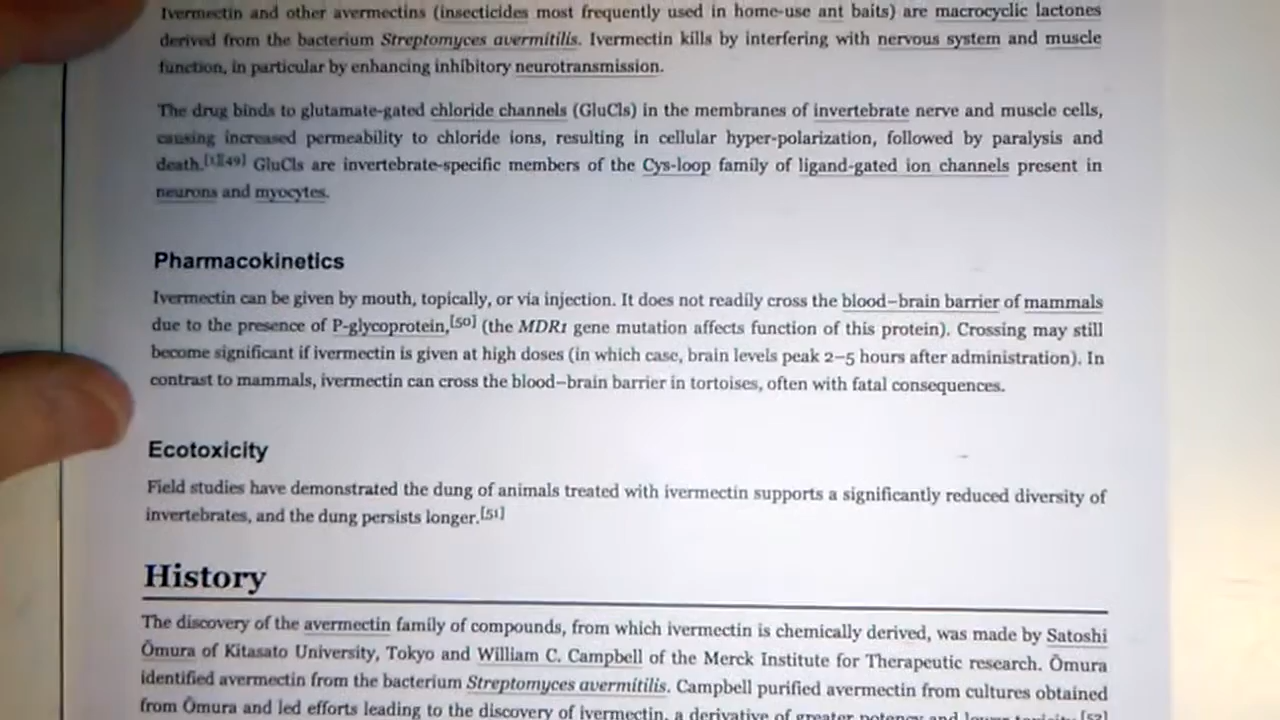 Ivermectin and other avermectins (insecticides most frequently used in home-use ant baits) are macrocyclic lactones
derived from the bacterium Streptomyces avermitilis. Ivermectin kills by interfering with nervous system and muscle
function, in particular by enhancing inhibitory neurotransmission.
The drug binds to glutamate-gated chloride channels (GluCls) in the membranes of invertebrate nerve and muscle cells,
causing increased permeability to chloride ions, resulting in cellular hyper-polarization, followed by paralysis and
death.[1][49] GluCls are invertebrate-specific members of the Cys-loop family of ligand-gated ion channels present in
neurons and myocytes.
Pharmacokinetics
Ivermectin can be given by mouth, topically, or via injection. It does not readily cross the blood–brain barrier of mammals
due to the presence of P-glycoprotein,[50] (the MDR1 gene mutation affects function of this protein). Crossing may still
become significant if ivermectin is given at high doses (in which case, brain levels peak 2–5 hours after administration). In
contrast to mammals, ivermectin can cross the blood–brain barrier in tortoises, often with fatal consequences.
Ecotoxicity
Field studies have demonstrated the dung of animals treated with ivermectin supports a significantly reduced diversity of
invertebrates, and the dung persists longer.[51]
History
The discovery of the avermectin family of compounds, from which ivermectin is chemically derived, was made by Satoshi
Ōmura of Kitasato University, Tokyo and William C. Campbell of the Merck Institute for Therapeutic research. Ōmura
identified avermectin from the bacterium Streptomyces avermitilis. Campbell purified avermectin from cultures obtained
from Ōmura and led efforts leading to the discovery of ivermectin, a derivative of greater potency and lower toxicity.[52]